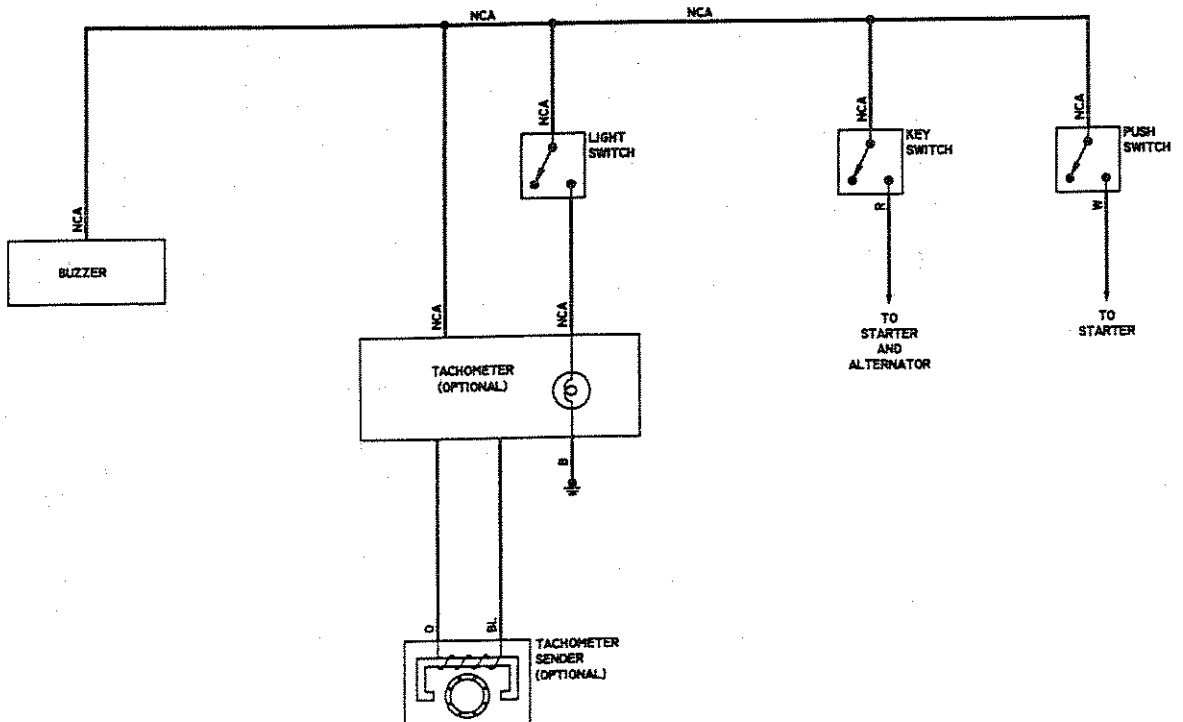 NCA
NCA
NCA
LIGHT
SWITCH
NCA
KEY
SWITCH
NCA
PUSH
SWITCH
R
W
NCA
BUZZER
NCA
NCA
TO
STARTER
AND
ALTERNATOR
TO
STARTER
TACHOMETER
(OPTIONAL)
B
O
BL
TACHOMETER
SENDER
(OPTIONAL)